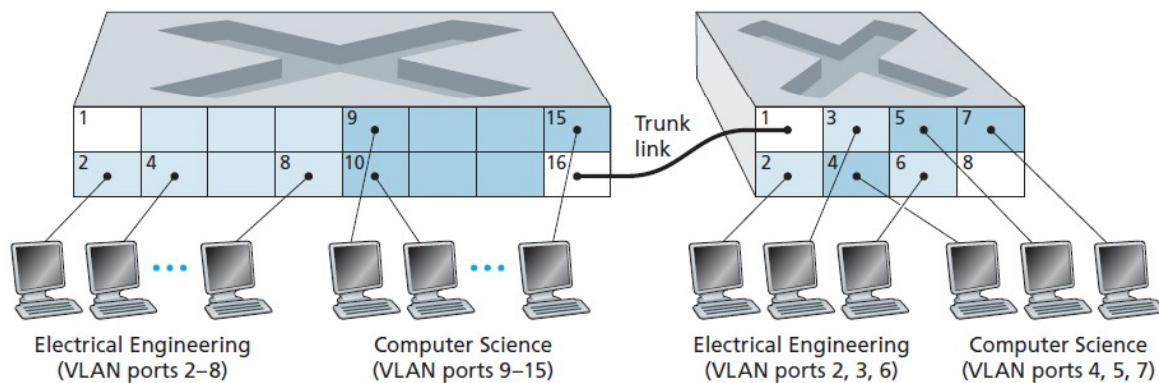 1
9
15
2
4
8
10
16
Trunk
link
1
3
5
7
2
4
6
8
Electrical Engineering
(VLAN ports 2–8)
Computer Science
(VLAN ports 9–15)
Electrical Engineering
(VLAN ports 2, 3, 6)
Computer Science
(VLAN ports 4, 5, 7)